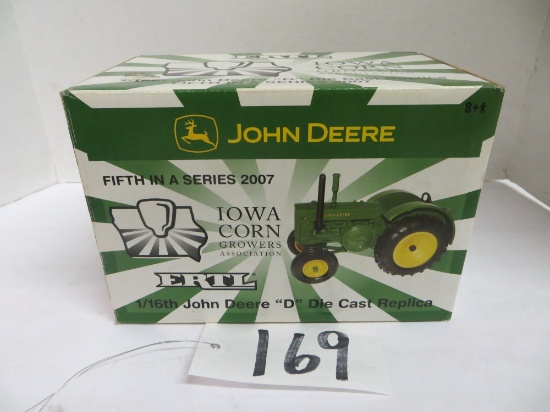 IOWA
JOHN DEERE
8+
FIFTH IN A SERIES 2007
IOWA
CORN
GROWERS
ASSOCIATION
ERTL
1/16th John Deere "D" Die Cast Replica
169